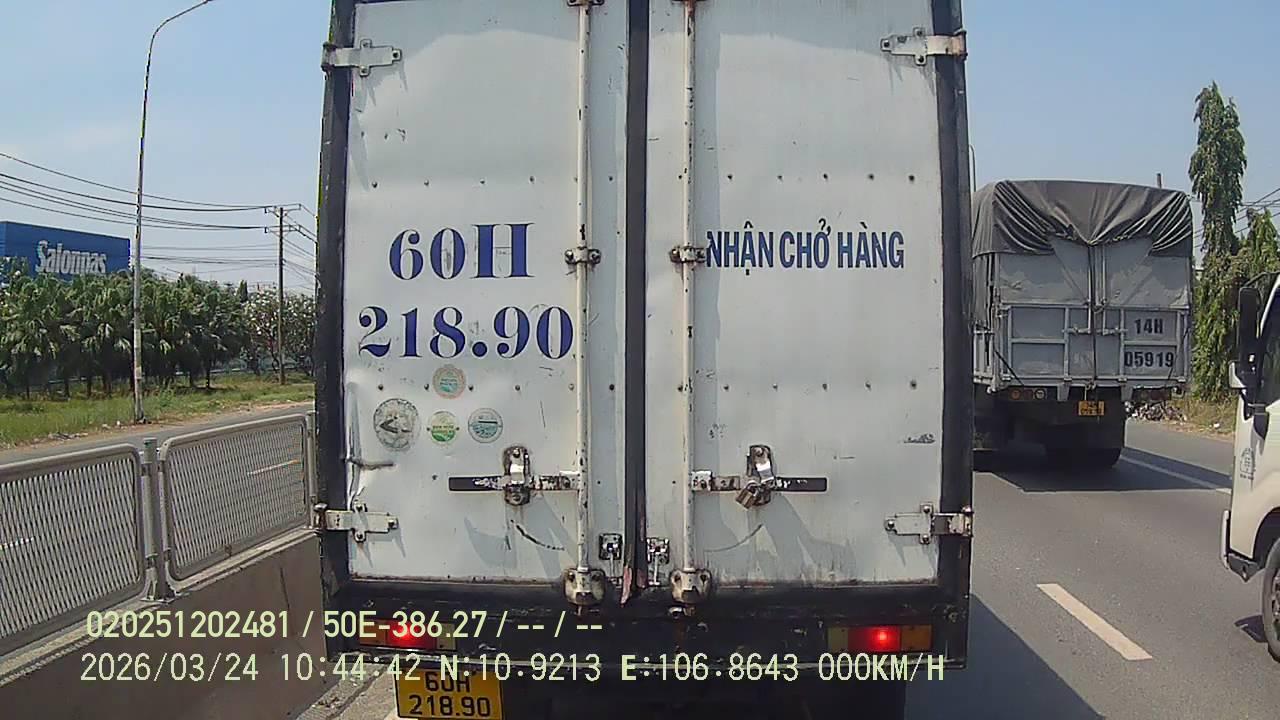 Salonpas
60H
218.90
NHẬN CHỞ HÀNG
14H
05919
020251202481 / 50E-386.27 / -- / --
2026/03/24 10:44:42 N:10.9213 E:106.8643 000KM/H
60H
218.90